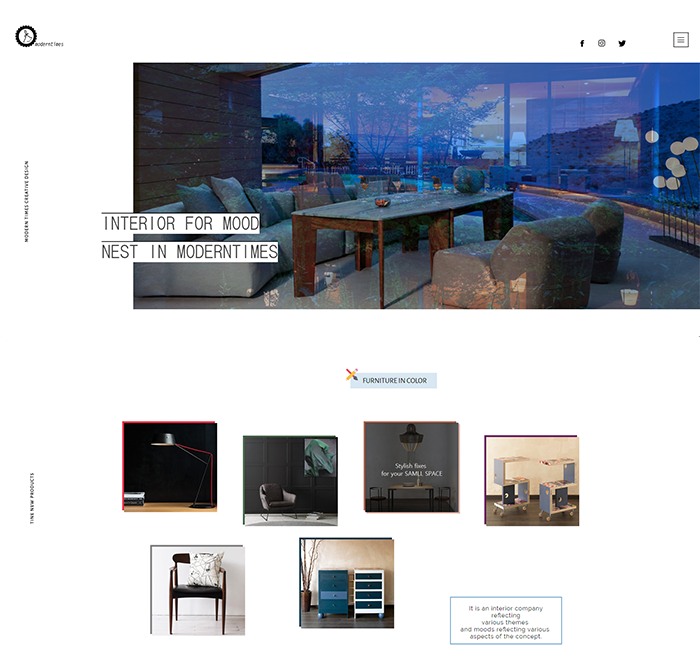 moderntimes
MODERN TIMES CREATIVE DESIGN
INTERIOR FOR MOOD
NEST IN MODERNTIMES
FURNITURE IN COLOR
TINE NEW PRODUCTS
Stylish fixes
for your SAMLL SPACE
It is an interior company
reflecting
various themes
and moods reflecting various
aspects of the concept.